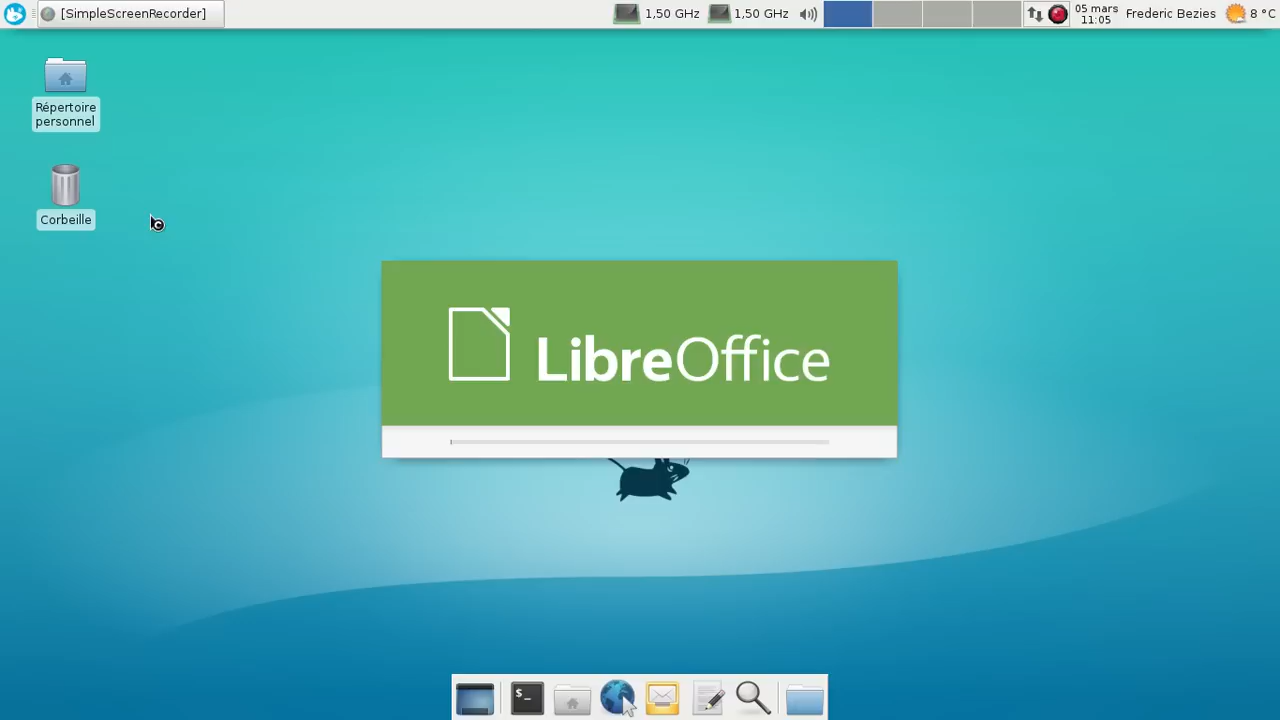 [SimpleScreenRecorder]
1,50 GHz
1,50 GHz
05 mars
11:05
Frederic Bezies
8 °C
Répertoire
personnel
Corbeille
LibreOffice
$_